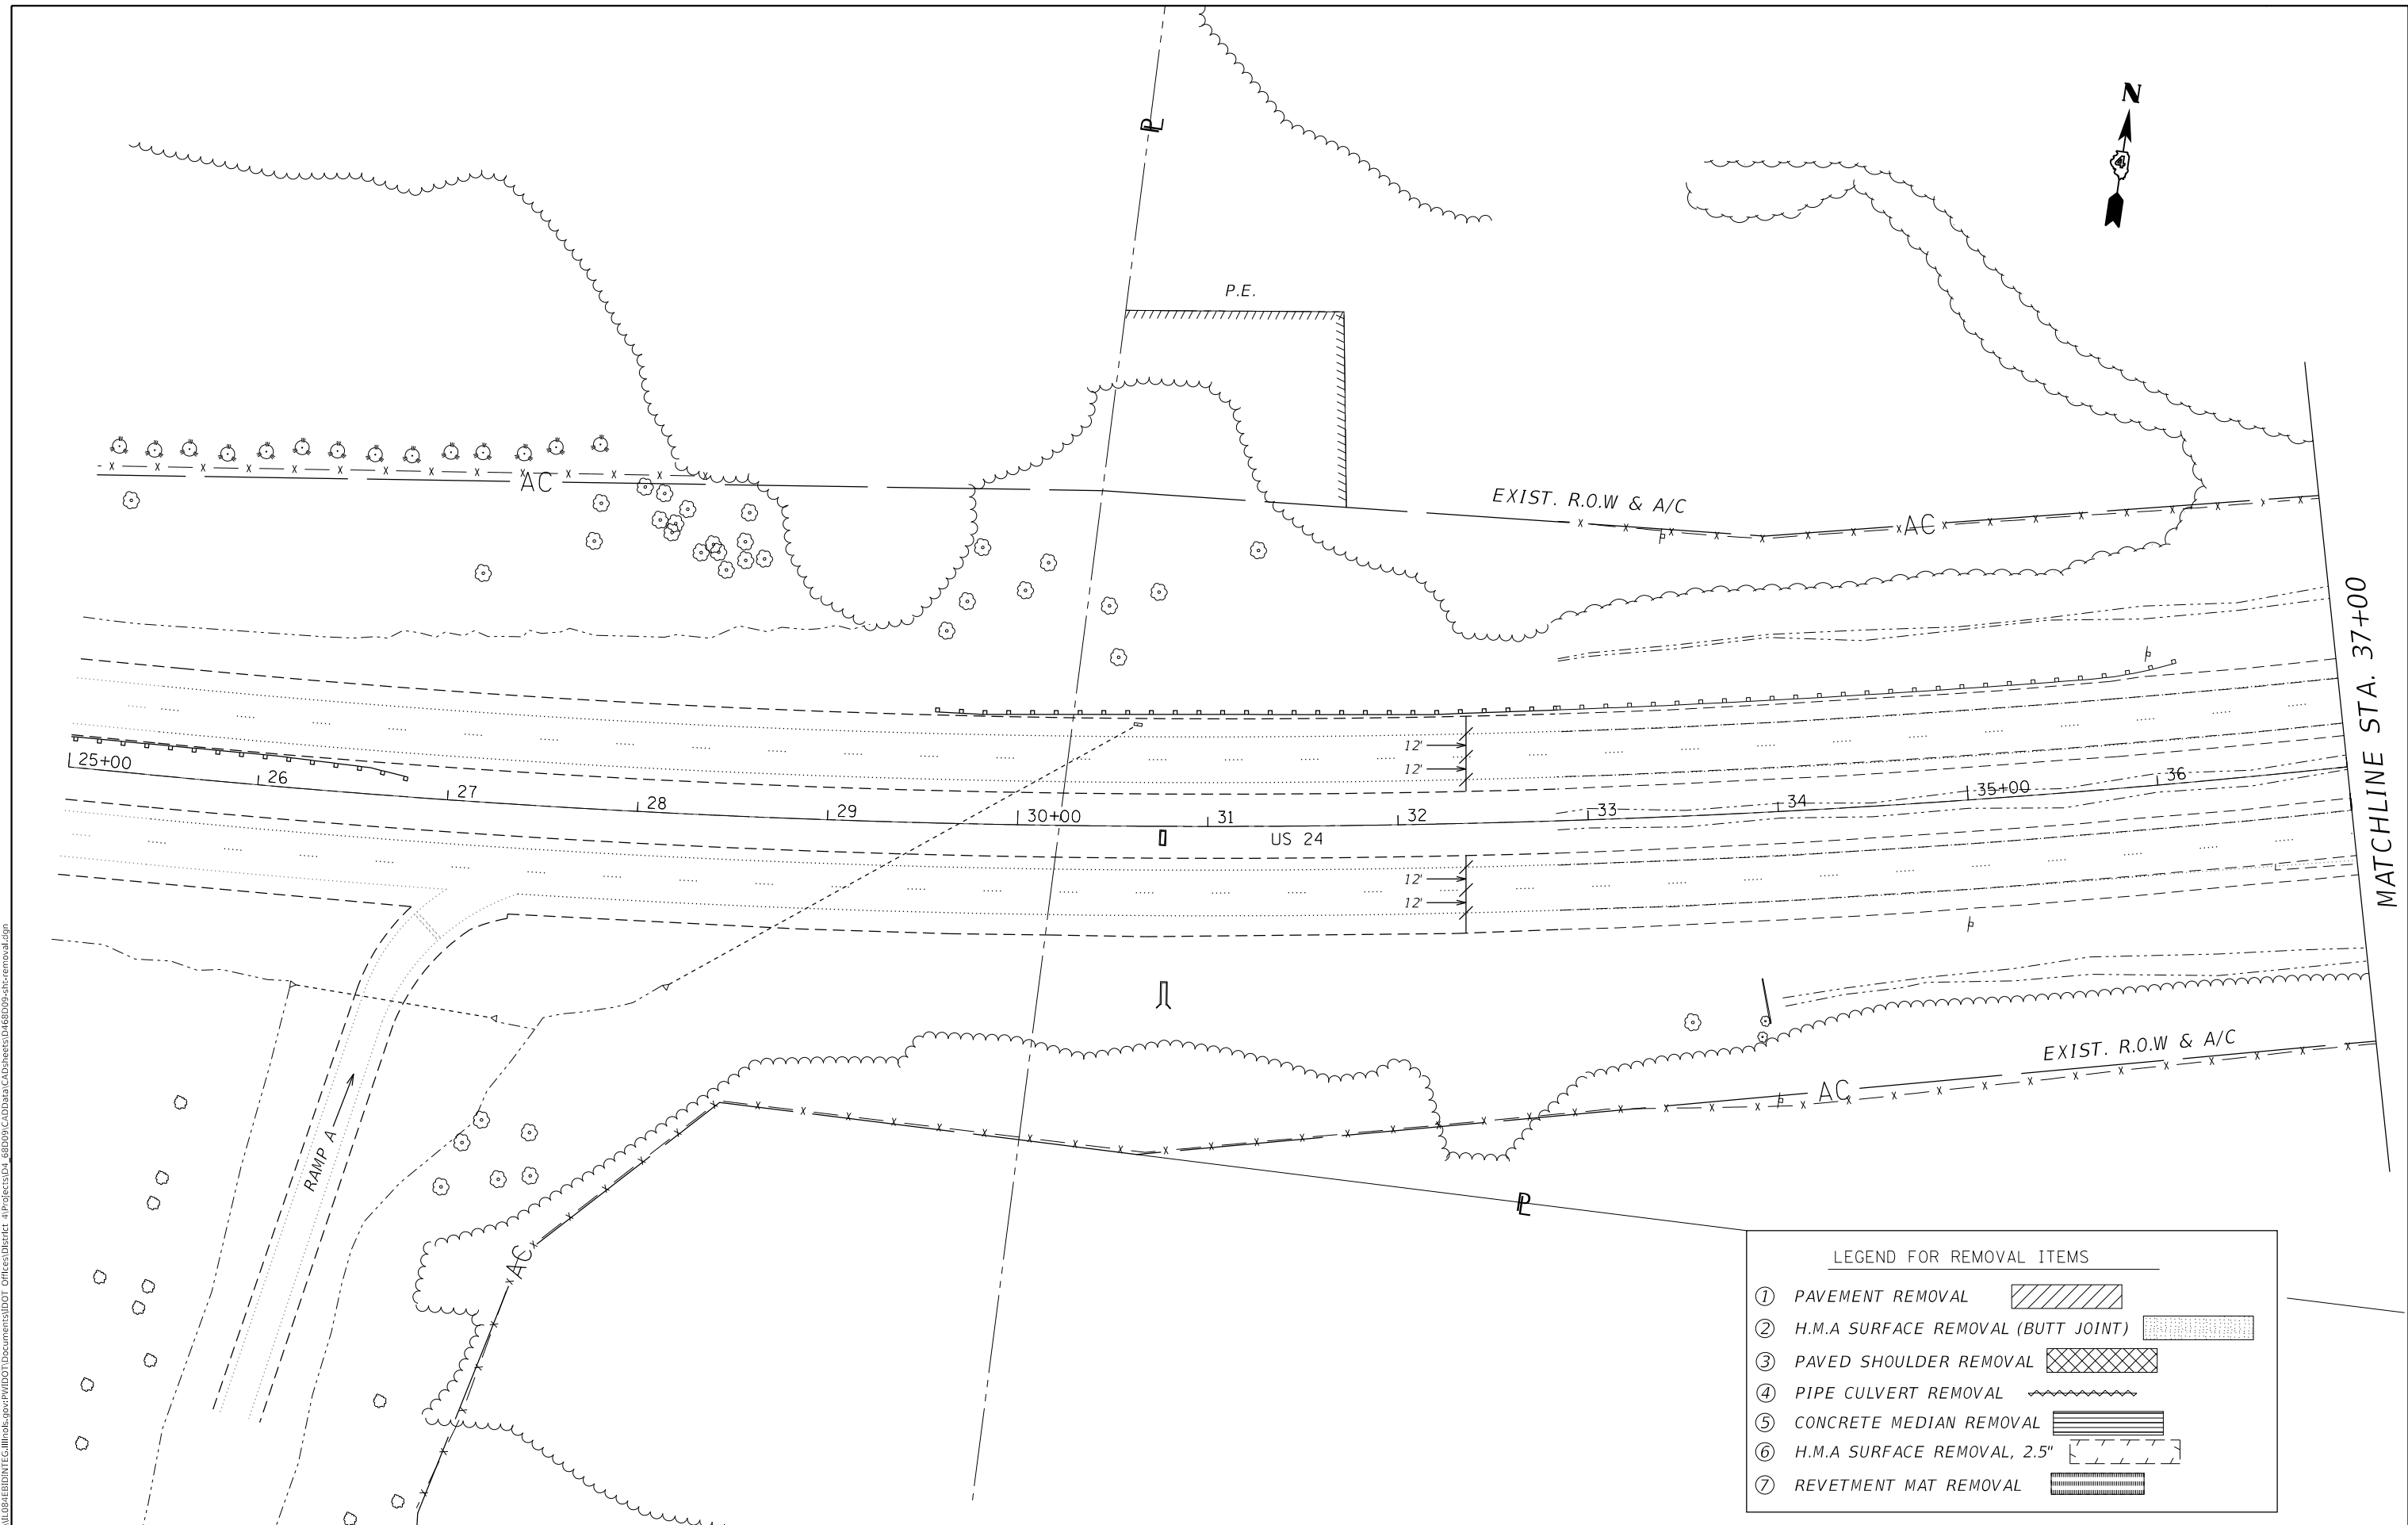 N
4
PL
P.E.
AC
EXIST. R.O.W & A/C
AC
MATCHLINE STA. 37+00
12'
12'
25+00
26
27
28
29
30+00
31
32
33
34
35+00
36
US 24
12'
12'
EXIST. R.O.W & A/C
AC
RAMP A
AC
PL
LEGEND FOR REMOVAL ITEMS
1 PAVEMENT REMOVAL
2 H.M.A SURFACE REMOVAL (BUTT JOINT)
3 PAVED SHOULDER REMOVAL
4 PIPE CULVERT REMOVAL
5 CONCRETE MEDIAN REMOVAL
6 H.M.A SURFACE REMOVAL, 2.5"
7 REVETMENT MAT REMOVAL